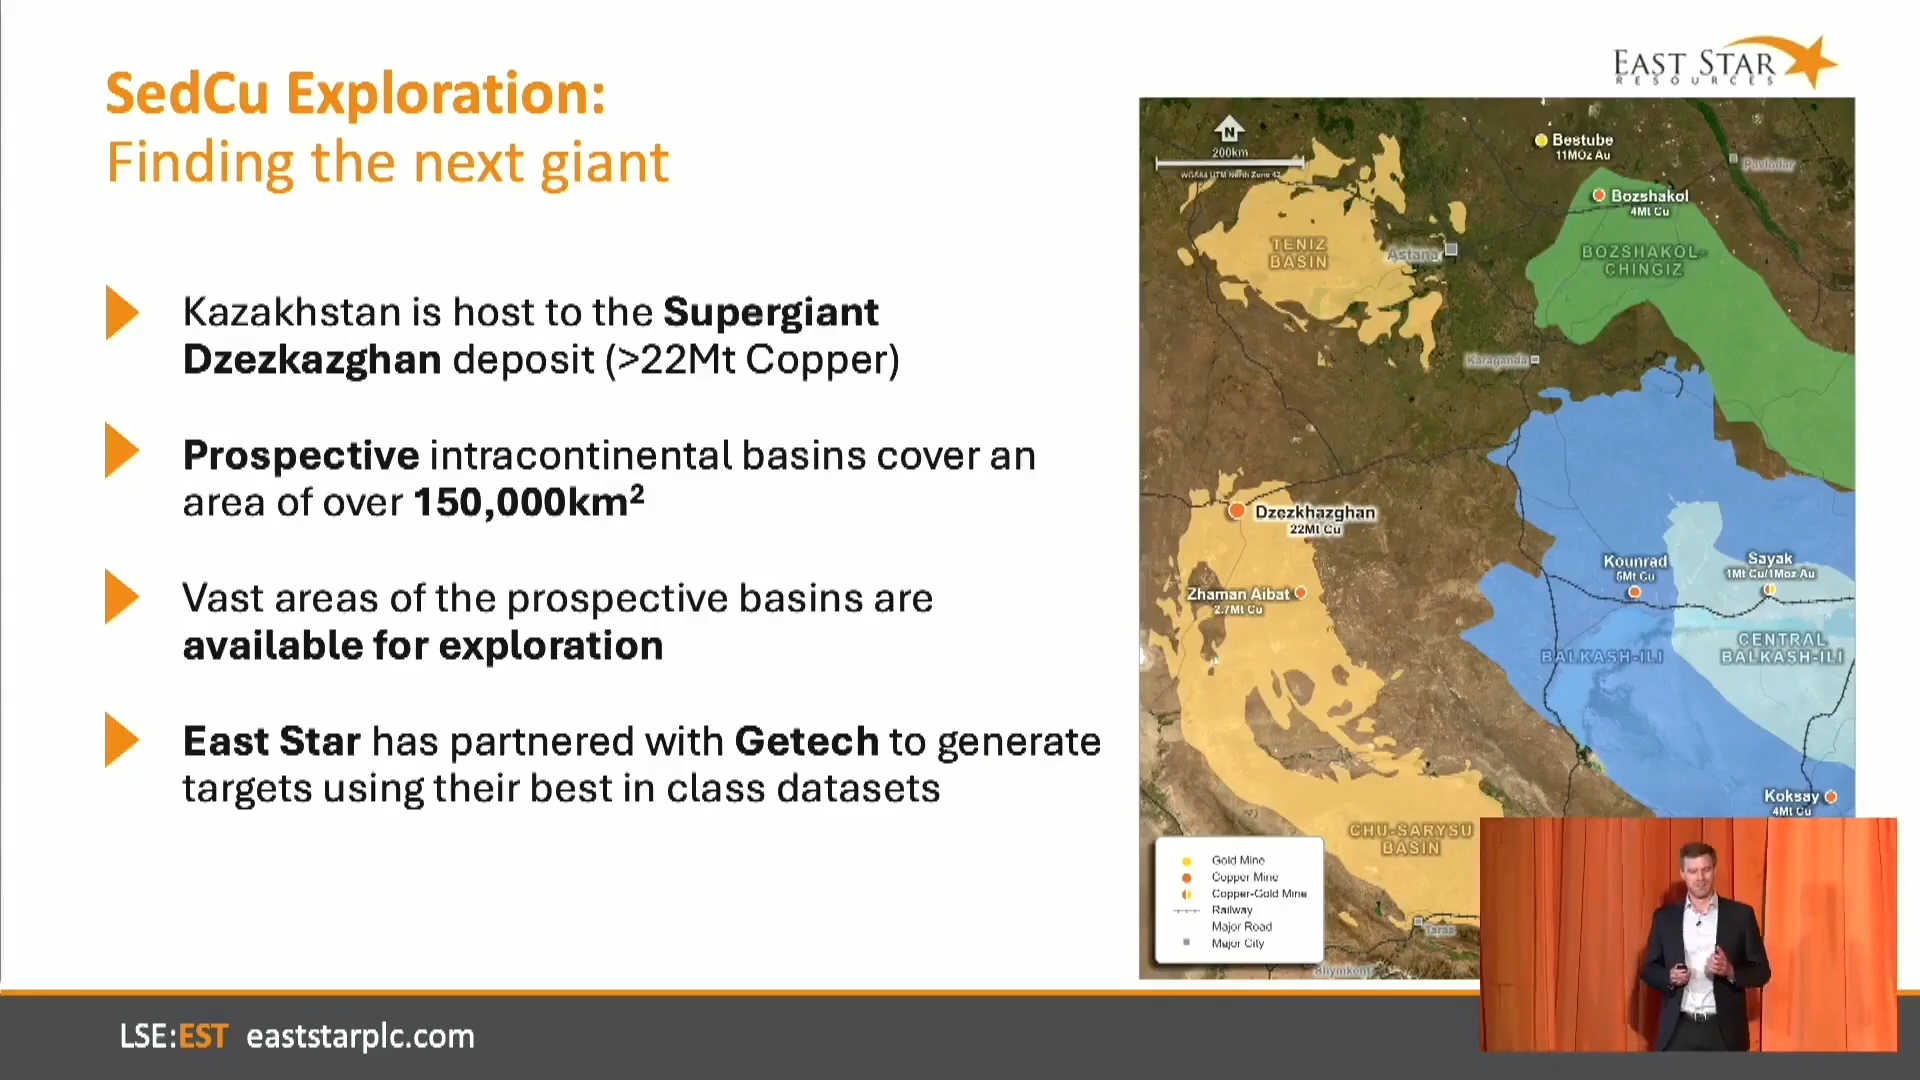 SedCu Exploration:
Finding the next giant
EAST STAR
RESOURCES
Kazakhstan is host to the Supergiant
Dzezkazghan deposit (>22Mt Copper)
Prospective intracontinental basins cover an
area of over 150,000km²
Vast areas of the prospective basins are
available for exploration
East Star has partnered with Getech to generate
targets using their best in class datasets
N
200km
WGS84 UTM North Zone 42
Bestube
11MOz Au
Pavlodar
Bozshakol
4Mt Cu
TENIZ
BASIN
Astana
BOZSHAKOL-
CHINGIZ
Karaganda
Dzezkhazghan
22Mt Cu
Zhaman Aibat
2.7Mt Cu
Kounrad
Sayak
1Mt Cu/1Moz Au
BALKASH-ILI
CENTRAL
BALKASH-ILI
Koksay
4Mt Cu
CHU-SARYSU
BASIN
Gold Mine
Copper Mine
Copper-Gold Mine
Railway
Major Road
Major City
Taraz
Shymkent
LSE:EST eaststarplc.com